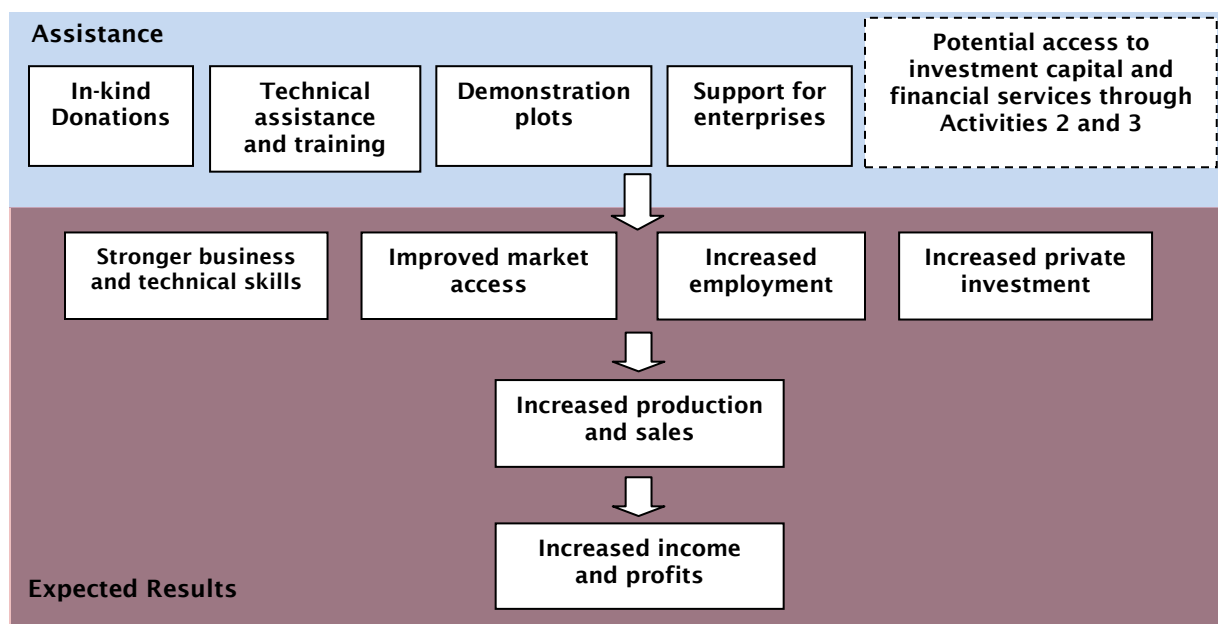 Assistance
In-kind
Donations
Technical
assistance
and training
Demonstration
plots
Support for
enterprises
Potential access to
investment capital and
financial services through
Activities 2 and 3
Stronger business
and technical skills
Improved market
access
Increased
employment
Increased private
investment
Increased production
and sales
Increased income
and profits
Expected Results